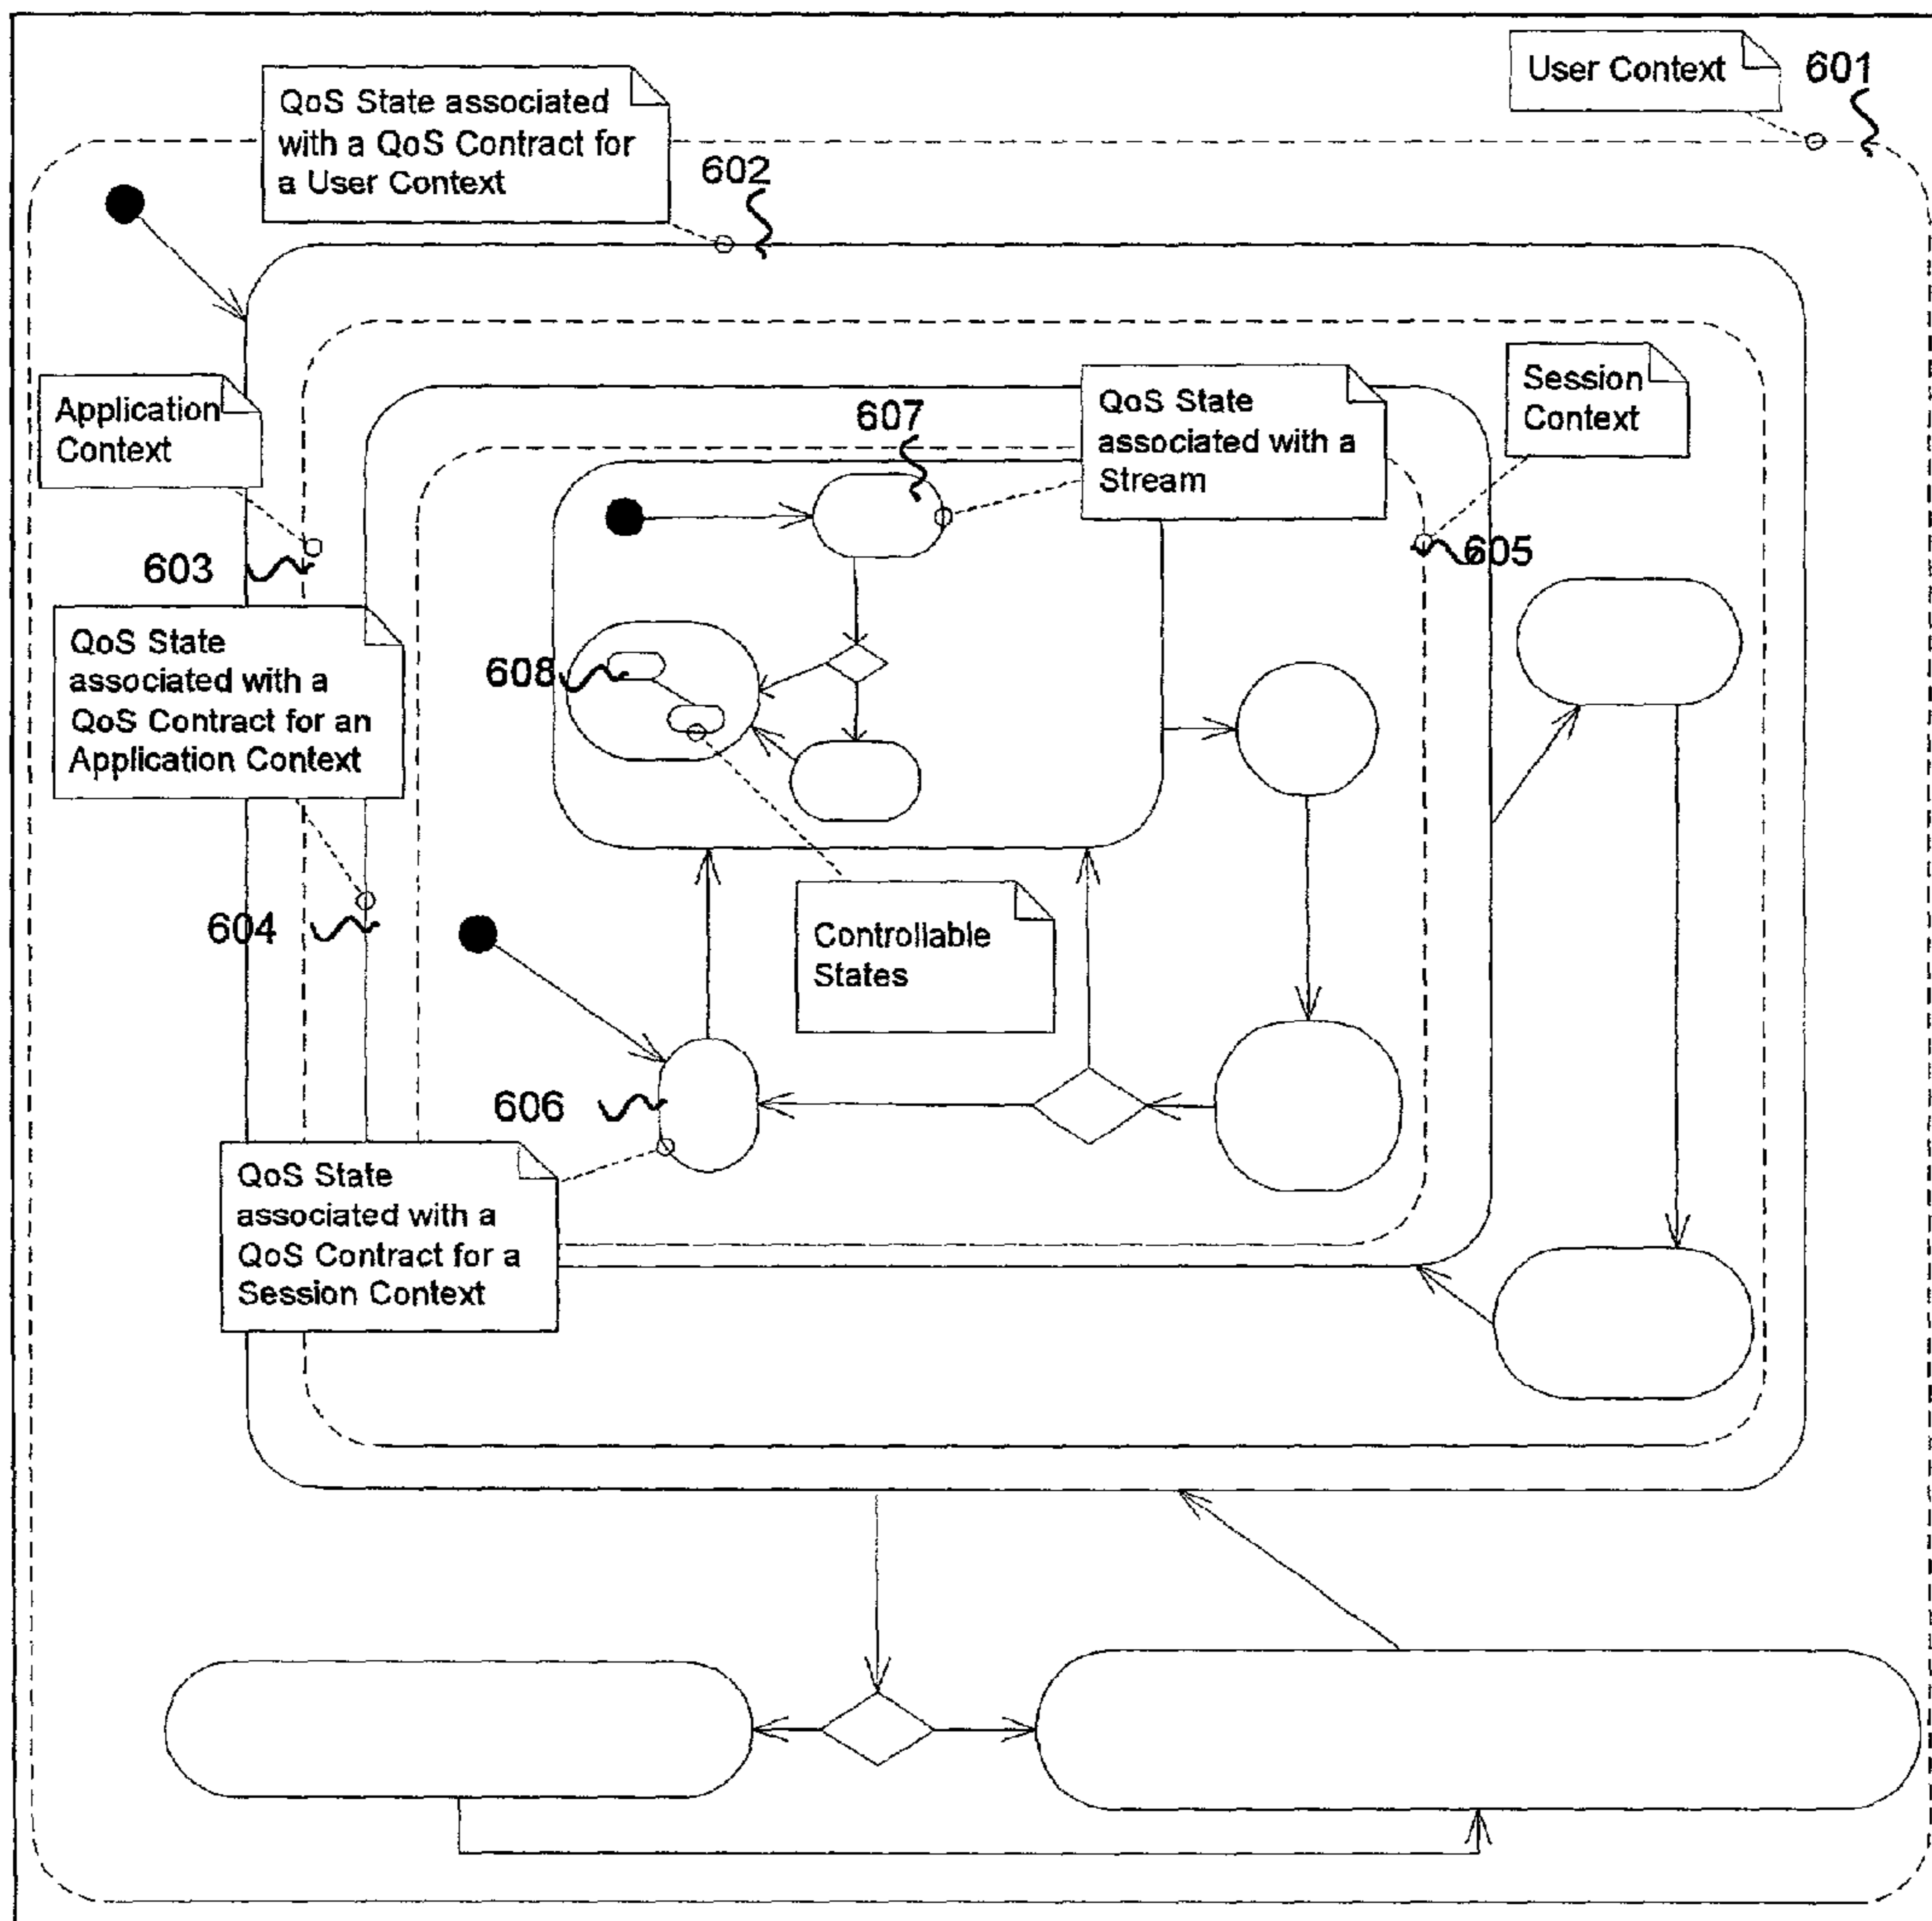 User Context
601
QoS State associated
with a QoS Contract for
a User Context
602
Application
Context
603
QoS State
associated with a
Stream
607
Session
Context
605
QoS State
associated with a
QoS Contract for an
Application Context
604
608
Controllable
States
606
QoS State
associated with a
QoS Contract for a
Session Context